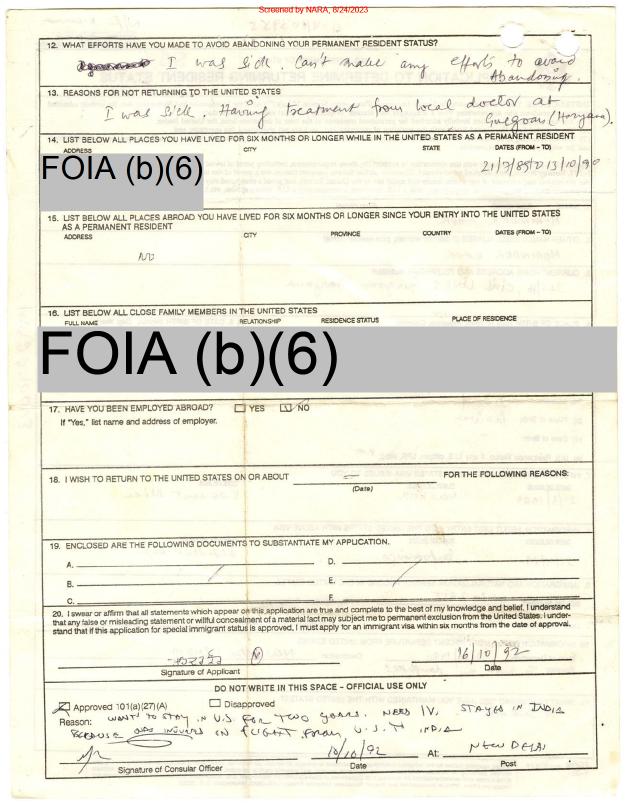 Screened by NARA, 8/24/2023
12. WHAT EFFORTS HAVE YOU MADE TO AVOID ABANDONING YOUR PERMANENT RESIDENT STATUS?
I was Sick. Can't make any efforts to avoid
Abandoning.
13. REASONS FOR NOT RETURNING TO THE UNITED STATES
I was Sick. Having treatment from local doctor at
Gurgoan (Haryana).
14. LIST BELOW ALL PLACES YOU HAVE LIVED FOR SIX MONTHS OR LONGER WHILE IN THE UNITED STATES AS A PERMANENT RESIDENT
ADDRESS CITY STATE DATES (FROM – TO)
FOIA (b)(6) 21/7/89 TO 13/10/90
15. LIST BELOW ALL PLACES ABROAD YOU HAVE LIVED FOR SIX MONTHS OR LONGER SINCE YOUR ENTRY INTO THE UNITED STATES
AS A PERMANENT RESIDENT
ADDRESS CITY PROVINCE COUNTRY DATES (FROM – TO)
NO
16. LIST BELOW ALL CLOSE FAMILY MEMBERS IN THE UNITED STATES
FULL NAME RELATIONSHIP RESIDENCE STATUS PLACE OF RESIDENCE
FOIA (b)(6)
17. HAVE YOU BEEN EMPLOYED ABROAD? YES NO
If "Yes," list name and address of employer.
18. I WISH TO RETURN TO THE UNITED STATES ON OR ABOUT FOR THE FOLLOWING REASONS:
(Date)
19. ENCLOSED ARE THE FOLLOWING DOCUMENTS TO SUBSTANTIATE MY APPLICATION.
A. D.
B. E.
C. F.
20. I swear or affirm that all statements which appear on this application are true and complete to the best of my knowledge and belief. I understand
that any false or misleading statement or willful concealment of a material fact may subject me to permanent exclusion from the United States. I under-
stand that if this application for special immigrant status is approved, I must apply for an immigrant visa within six months from the date of approval.
16/10/92
Signature of Applicant Date
DO NOT WRITE IN THIS SPACE – OFFICIAL USE ONLY
Approved 101(a)(27)(A) Disapproved
Reason: WANT TO STAY IN U.S. FOR TWO YEARS. NEED IV, STAYED IN INDIA
BECAUSE WAS INJURED ON FLIGHT FROM U.S. TO INDIA
10/10/92 At: NEW DELHI
Signature of Consular Officer Date Post